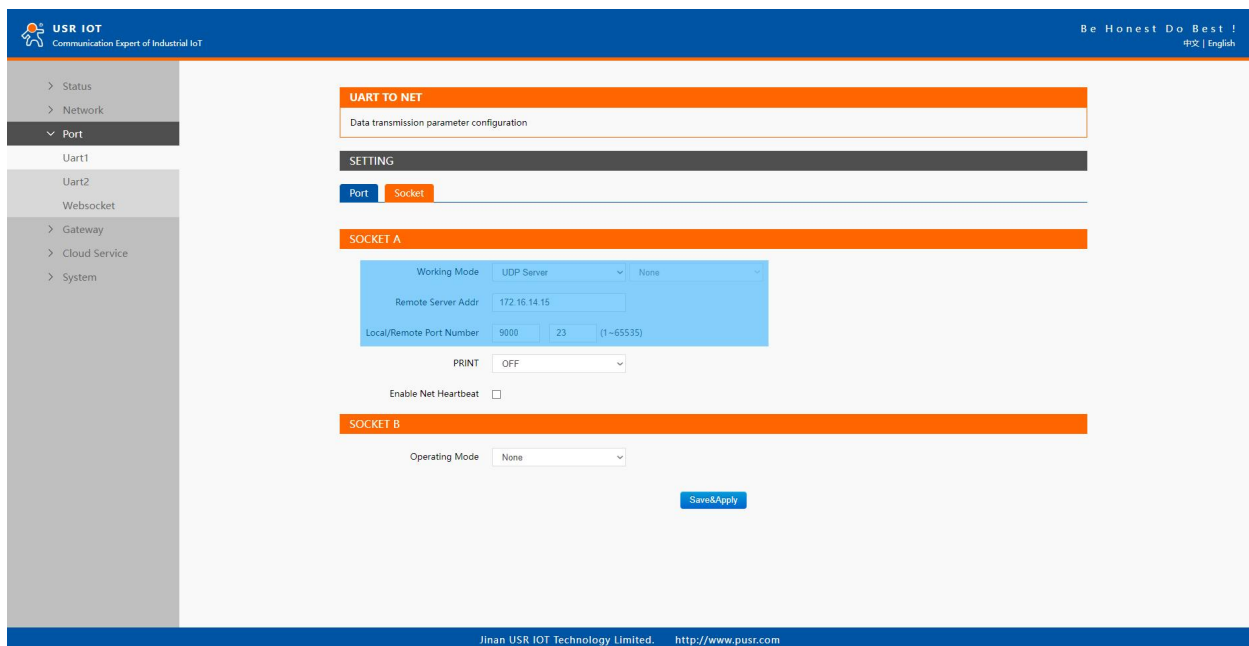 USR IOT
Communication Expert of Industrial IoT
Be Honest Do Best !
中文 | English
Status
Network
Port
Uart1
Uart2
Websocket
Gateway
Cloud Service
System
UART TO NET
Data transmission parameter configuration
SETTING
Port Socket
SOCKET A
Working Mode UDP Server None
Remote Server Addr 172.16.14.15
Local/Remote Port Number 9000 23 (1~65535)
PRINT OFF
Enable Net Heartbeat
SOCKET B
Operating Mode None
Save&Apply
Jinan USR IOT Technology Limited. http://www.pusr.com